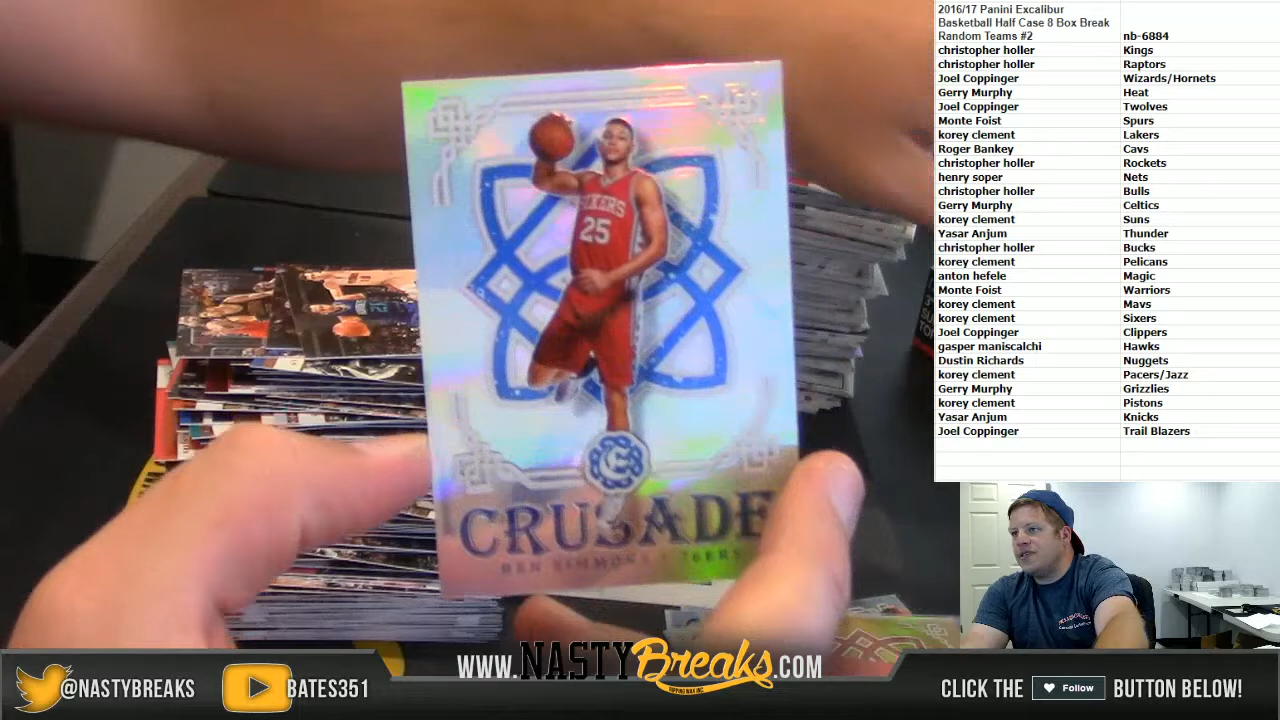 2016/17 Panini Excalibur
Basketball Half Case 8 Box Break
Random Teams #2 nb-6884
christopher holler Kings
christopher holler Raptors
Joel Coppinger Wizards/Hornets
Gerry Murphy Heat
Joel Coppinger Twolves
Monte Foist Spurs
korey clement Lakers
Roger Bankey Cavs
christopher holler Rockets
henry soper Nets
christopher holler Bulls
Gerry Murphy Celtics
korey clement Suns
Yasar Anjum Thunder
christopher holler Bucks
korey clement Pelicans
anton hefele Magic
Monte Foist Warriors
korey clement Mavs
korey clement Sixers
Joel Coppinger Clippers
gasper maniscalchi Hawks
Dustin Richards Nuggets
korey clement Pacers/Jazz
Gerry Murphy Grizzlies
korey clement Pistons
Yasar Anjum Knicks
Joel Coppinger Trail Blazers
SIXERS
25
CRUSADE
BEN SIMMONS 76ERS
@NASTYBREAKS
BATES351
WWW.NASTYBreaks.COM
RIPPING WAX INC.
CLICK THE Follow BUTTON BELOW!